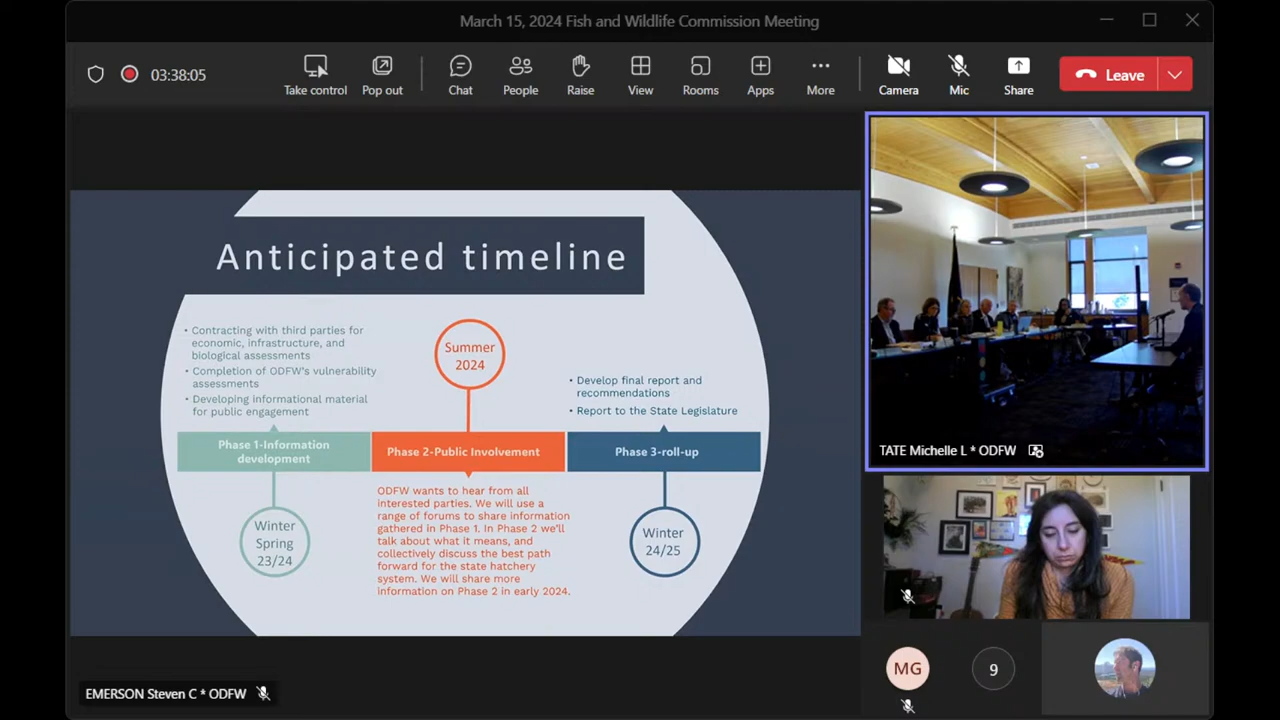 March 15, 2024 Fish and Wildlife Commission Meeting
03:38:05
Take control
Pop out
Chat
People
Raise
View
Rooms
Apps
More
Camera
Mic
Share
Leave
Anticipated timeline
• Contracting with third parties for
economic, infrastructure, and
biological assessments
• Completion of ODFW's vulnerability
assessments
• Developing informational material
for public engagement
Summer
2024
• Develop final report and
recommendations
• Report to the State Legislature
Phase 1-Information
development
Phase 2-Public Involvement
Phase 3-roll-up
Winter
Spring
23/24
ODFW wants to hear from all
interested parties. We will use a
range of forums to share information
gathered in Phase 1. In Phase 2 we'll
talk about what it means, and
collectively discuss the best path
forward for the state hatchery
system. We will share more
information on Phase 2 in early 2024.
Winter
24/25
TATE Michelle L * ODFW
MG
9
EMERSON Steven C * ODFW